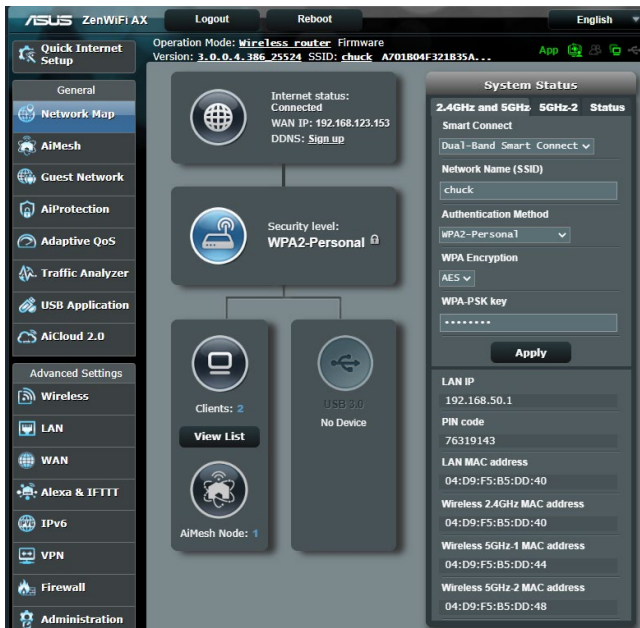 ASUS ZenWiFi AX
Logout
Reboot
English
Quick Internet
Setup
General
Network Map
AiMesh
Guest Network
AiProtection
Adaptive QoS
Traffic Analyzer
USB Application
AiCloud 2.0
Advanced Settings
Wireless
LAN
WAN
Alexa & IFTTT
IPv6
VPN
Firewall
Administration
Operation Mode: Wireless router Firmware
Version: 3.0.0.4.386_25524 SSID: chuck A701B04F321B35A...
App
Internet status:
Connected
WAN IP: 192.168.123.153
DDNS: Sign up
Security level:
WPA2-Personal
Clients: 2
View List
AiMesh Node: 1
USB 3.0
No Device
System Status
2.4GHz and 5GHz 5GHz-2 Status
Smart Connect
Dual-Band Smart Connect
Network Name (SSID)
chuck
Authentication Method
WPA2-Personal
WPA Encryption
AES
WPA-PSK key
••••••••
Apply
LAN IP
192.168.50.1
PIN code
76319143
LAN MAC address
04:D9:F5:B5:DD:40
Wireless 2.4GHz MAC address
04:D9:F5:B5:DD:40
Wireless 5GHz-1 MAC address
04:D9:F5:B5:DD:44
Wireless 5GHz-2 MAC address
04:D9:F5:B5:DD:48